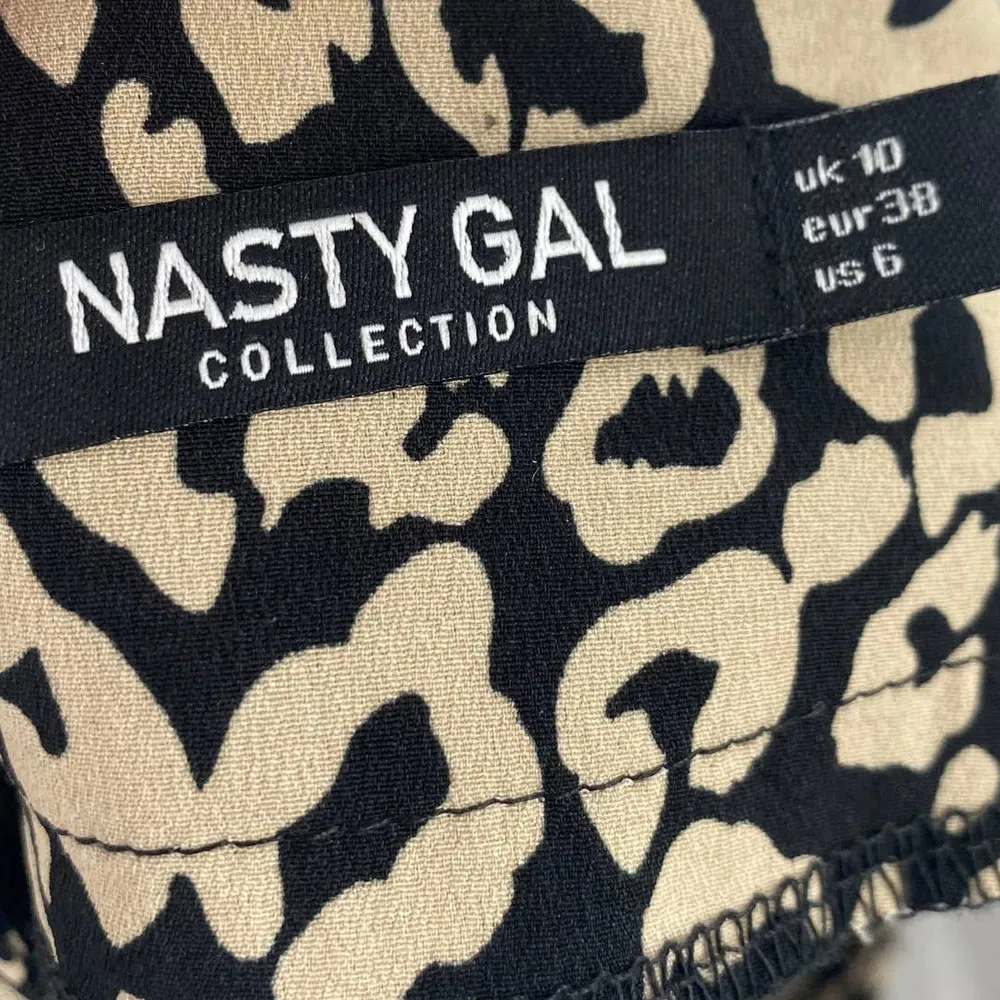 NASTY GAL
COLLECTION
uk 10
eur 38
us 6